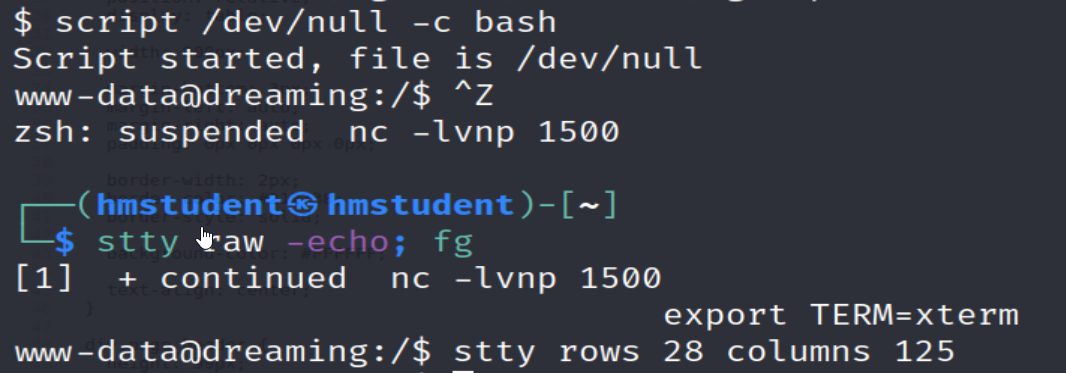 $ script /dev/null -c bash
Script started, file is /dev/null
www-data@dreaming:/$ ^Z
zsh: suspended  nc -lvnp 1500
┌──(hmstudent㉿hmstudent)-[~]
└─$ stty raw -echo; fg
[1]  + continued  nc -lvnp 1500
export TERM=xterm
www-data@dreaming:/$ stty rows 28 columns 125